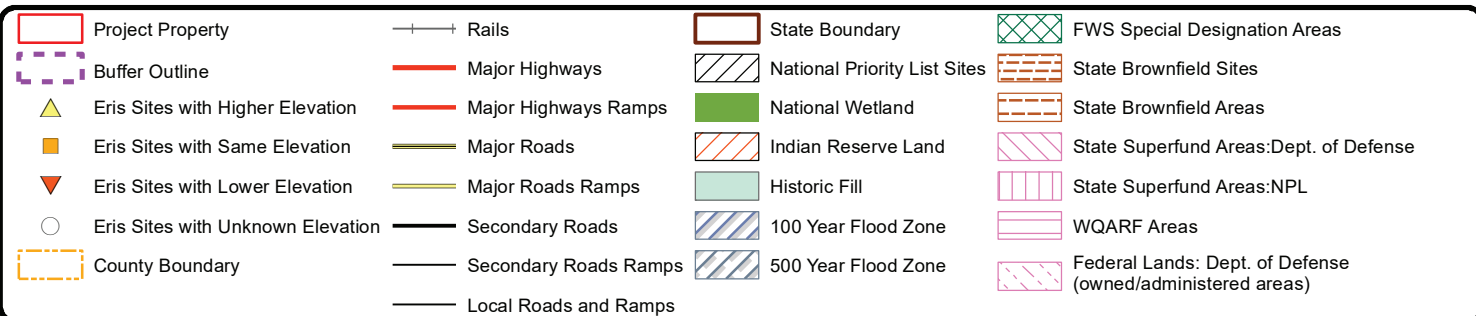 Project Property
Buffer Outline
Eris Sites with Higher Elevation
Eris Sites with Same Elevation
Eris Sites with Lower Elevation
Eris Sites with Unknown Elevation
County Boundary
Rails
Major Highways
Major Highways Ramps
Major Roads
Major Roads Ramps
Secondary Roads
Secondary Roads Ramps
Local Roads and Ramps
State Boundary
National Priority List Sites
National Wetland
Indian Reserve Land
Historic Fill
100 Year Flood Zone
500 Year Flood Zone
FWS Special Designation Areas
State Brownfield Sites
State Brownfield Areas
State Superfund Areas:Dept. of Defense
State Superfund Areas:NPL
WQARF Areas
Federal Lands: Dept. of Defense
(owned/administered areas)